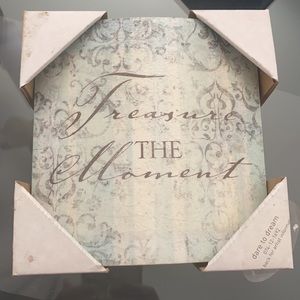 Treasure
THE
Moment
dare to dream